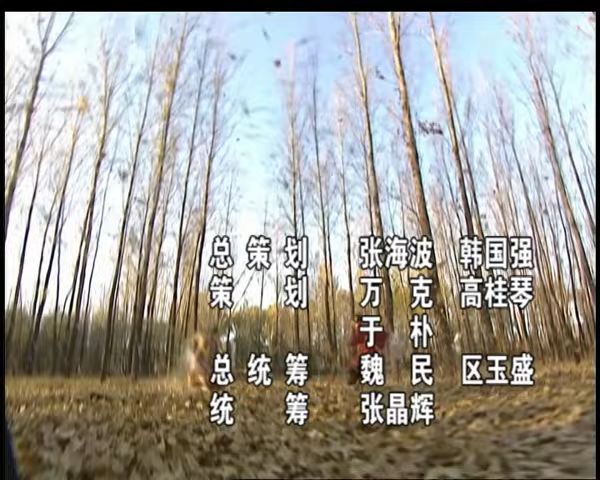 总策划 张海波 韩国强
策划 万克 高桂琴
于朴
总统筹 魏民 区玉盛
统筹 张晶辉